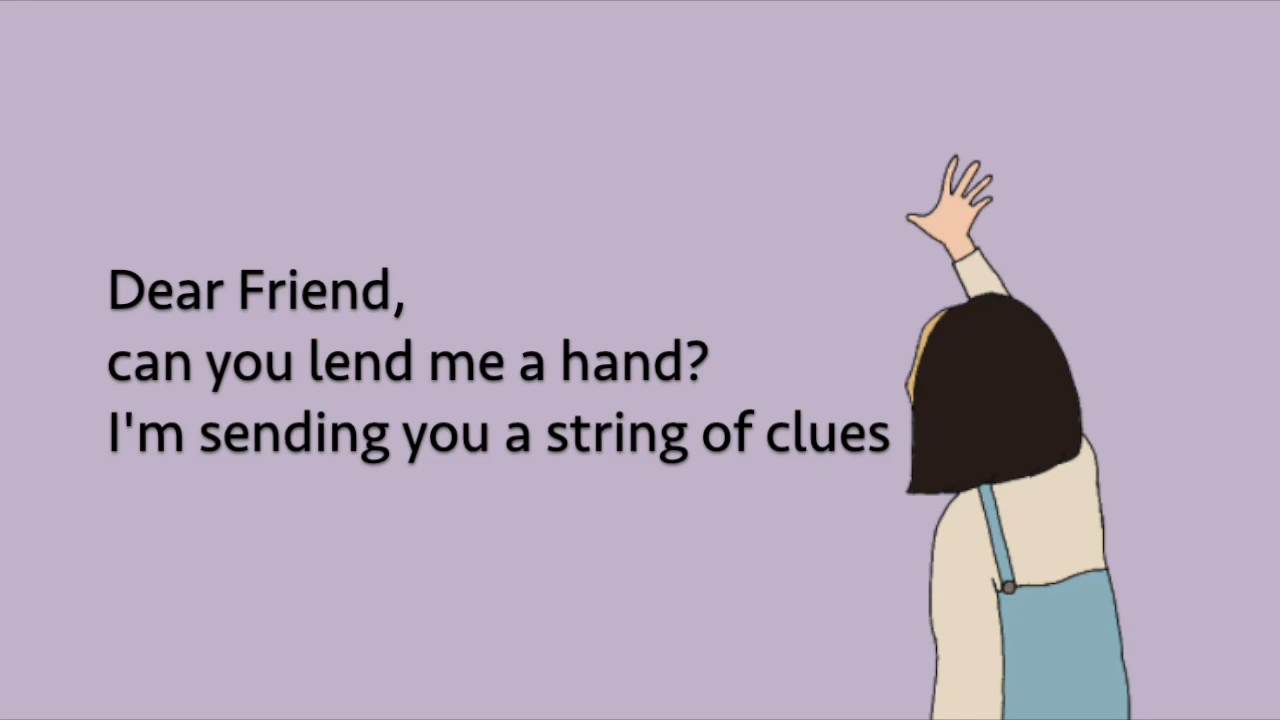 Dear Friend,
can you lend me a hand?
I'm sending you a string of clues